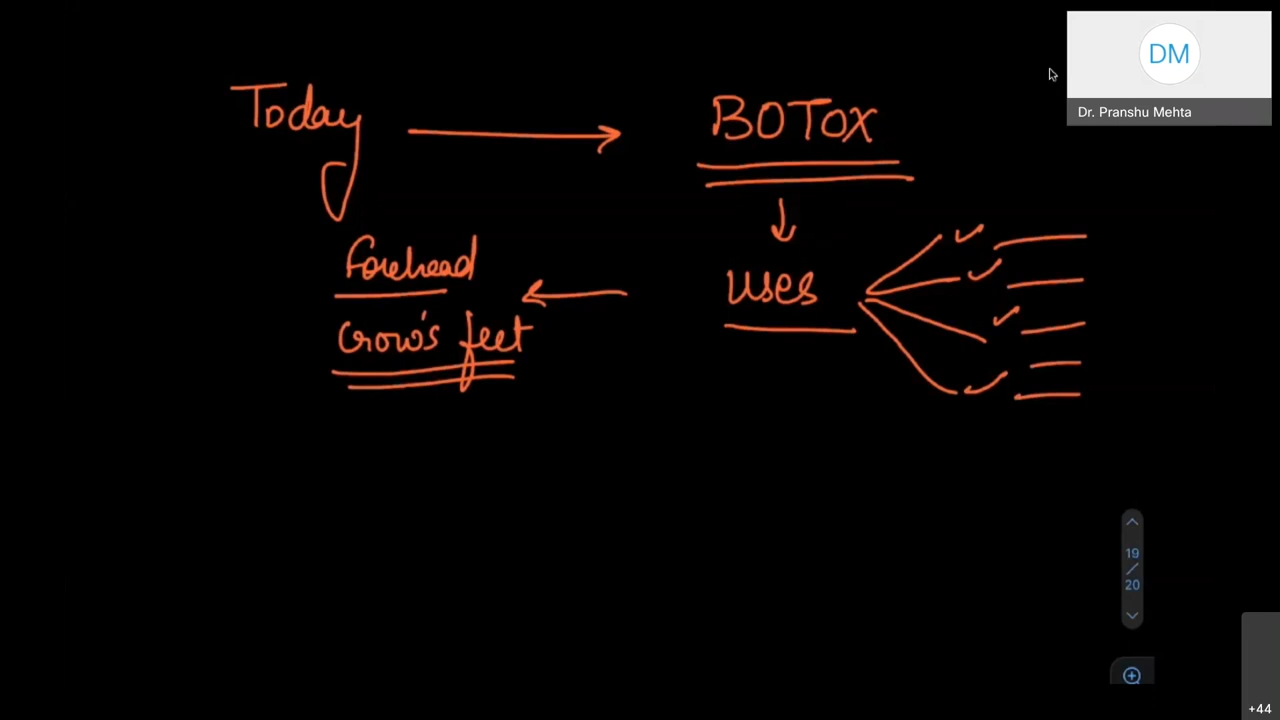 DM
Dr. Pranshu Mehta
Today → BOTOX
↓
forehead ← uses
Crow's feet
19
/
20
+44